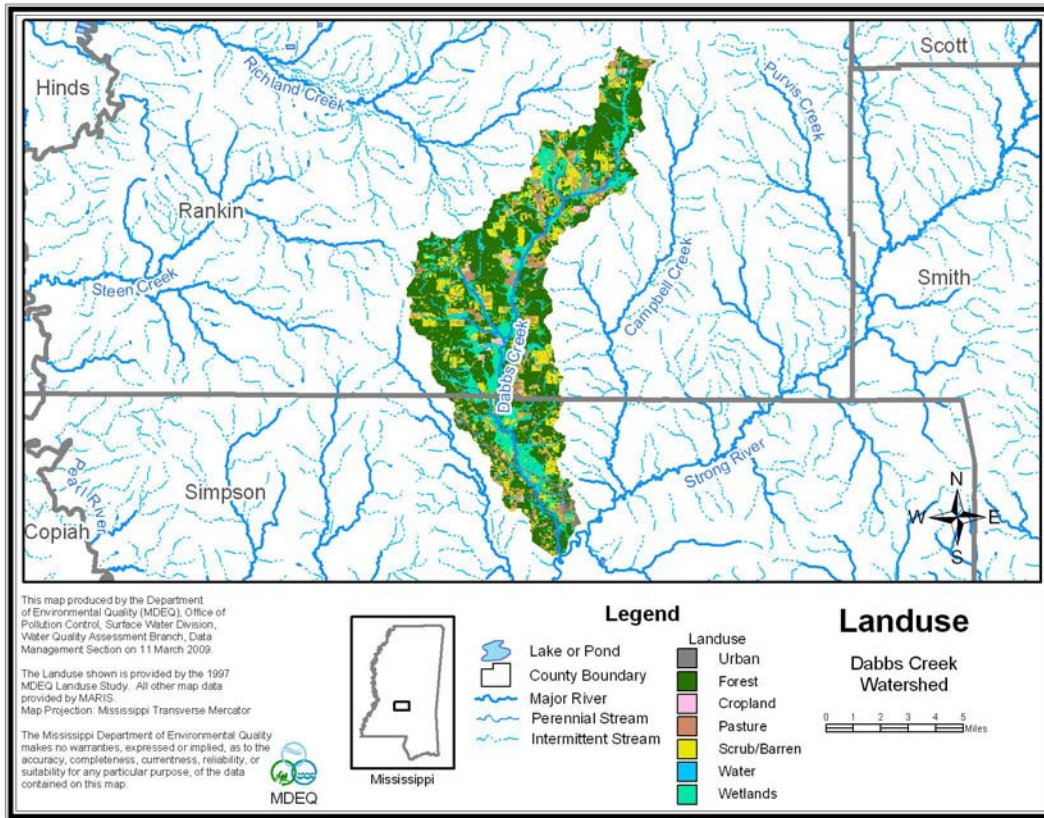 Scott
Hinds
Richland Creek
Purvis Creek
Rankin
Steen Creek
Campbell Creek
Smith
Dabbs Creek
Strong River
Pearl River
Simpson
Copiah
N
W E
S
This map produced by the Department
of Environmental Quality (MDEQ), Office of
Pollution Control, Surface Water Division,
Water Quality Assessment Branch, Data
Management Section on 11 March 2009.
The Landuse shown is provided by the 1997
MDEQ Landuse Study. All other map data
provided by MARIS.
Map Projection: Mississippi Transverse Mercator
The Mississippi Department of Environmental Quality
makes no warranties, expressed or implied, as to the
accuracy, completeness, currentness, reliability, or
suitability for any particular purpose, of the data
contained on this map.
MDEQ
Mississippi
Legend
Lake or Pond
County Boundary
Major River
Perennial Stream
Intermittent Stream
Landuse
Urban
Forest
Cropland
Pasture
Scrub/Barren
Water
Wetlands
Landuse
Dabbs Creek
Watershed
0 1 2 3 4 5
Miles